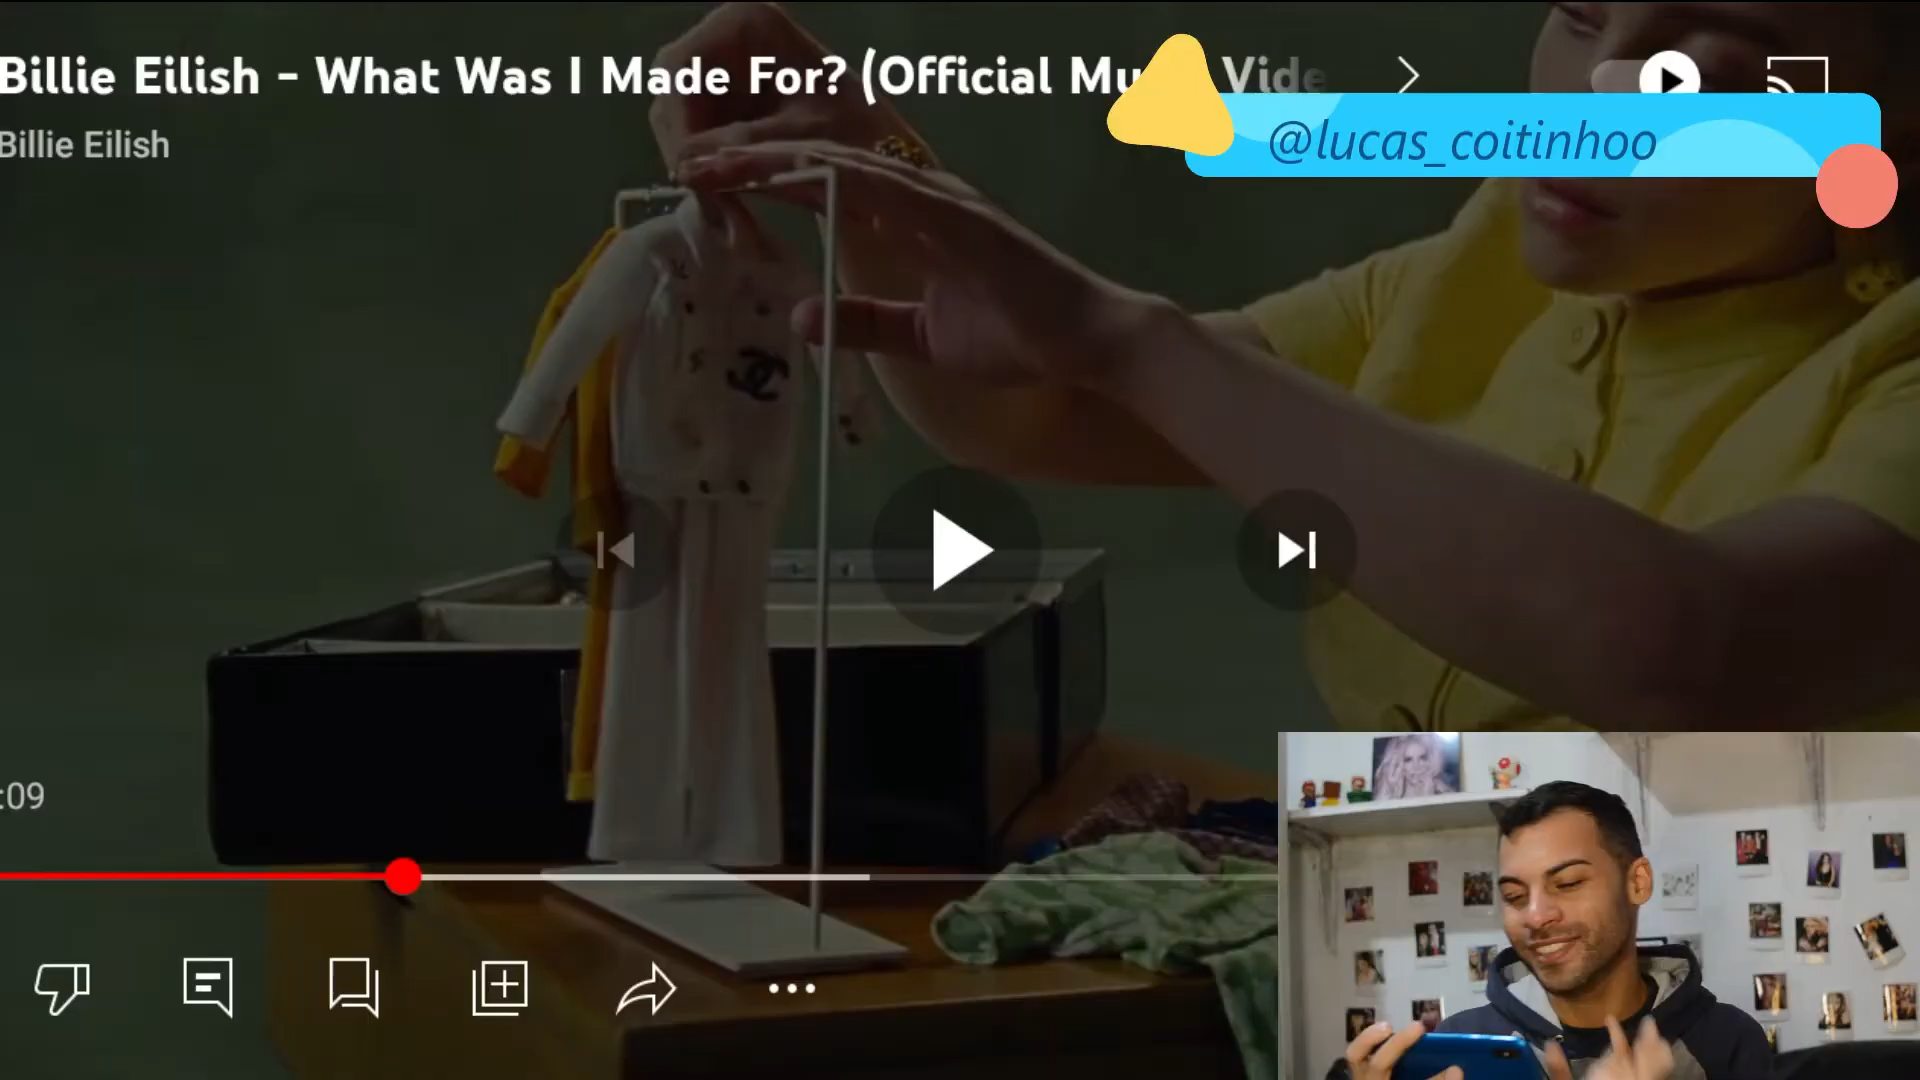 Billie Eilish - What Was I Made For? (Official Mu Vide
Billie Eilish
@lucas_coitinhoo
:09